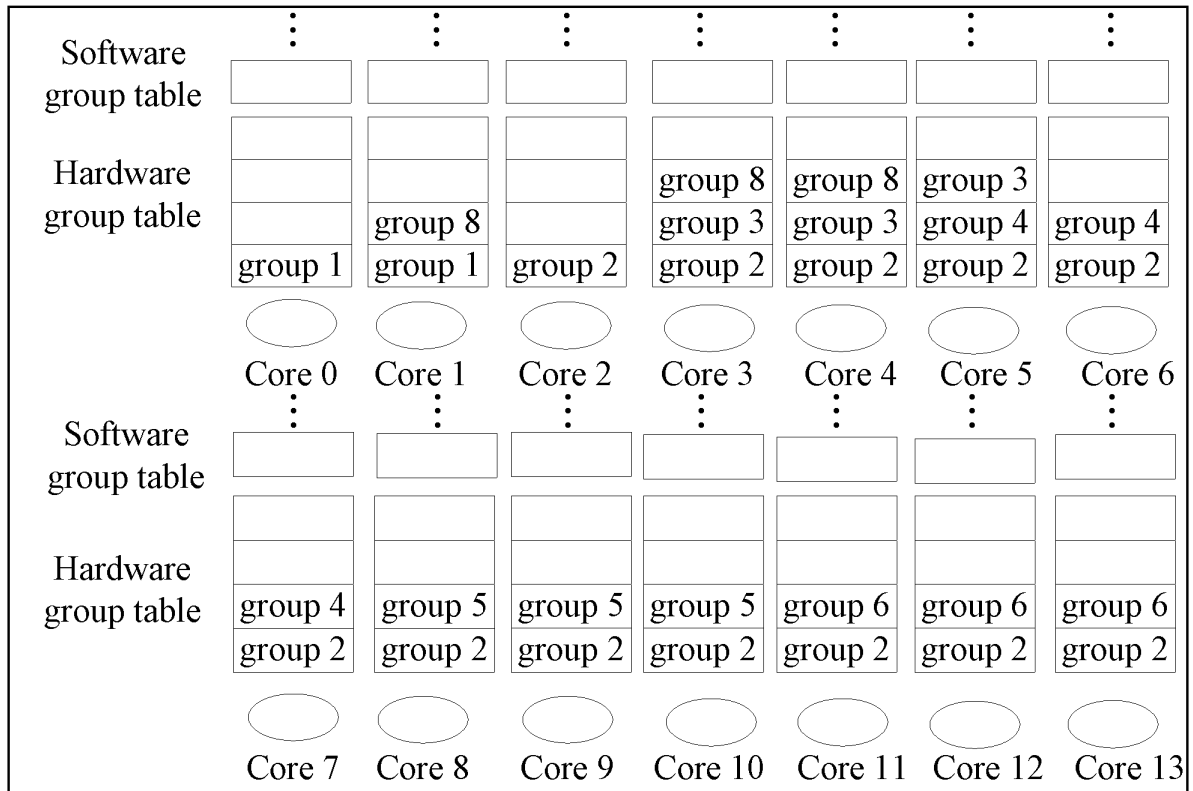 Software
group table
Hardware
group table
group 8 group 8 group 3
group 8 group 3 group 3 group 4 group 4
group 1 group 1 group 2 group 2 group 2 group 2 group 2
Core 0 Core 1 Core 2 Core 3 Core 4 Core 5 Core 6
Software
group table
Hardware
group table
group 4 group 5 group 5 group 5 group 6 group 6 group 6
group 2 group 2 group 2 group 2 group 2 group 2 group 2
Core 7 Core 8 Core 9 Core 10 Core 11 Core 12 Core 13